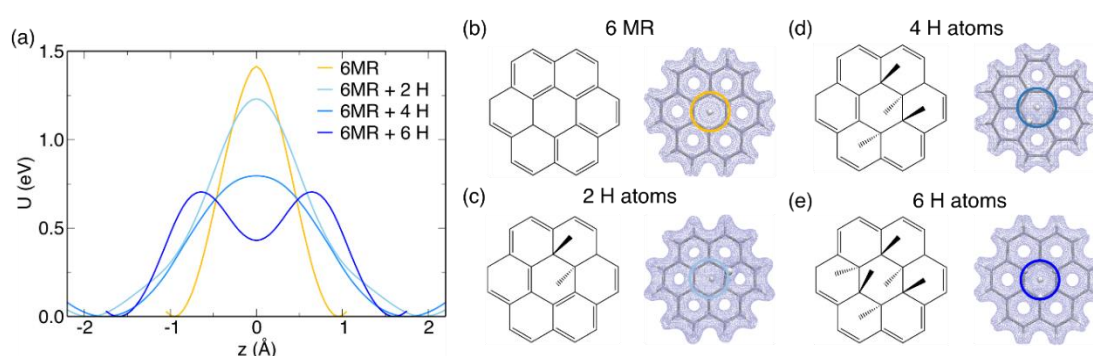 (a)
U (eV)
1.5
1.0
0.5
0.0
-2
-1
0
1
2
z (Å)
6MR
6MR + 2 H
6MR + 4 H
6MR + 6 H
(b)
6 MR
(c)
2 H atoms
(d)
4 H atoms
(e)
6 H atoms